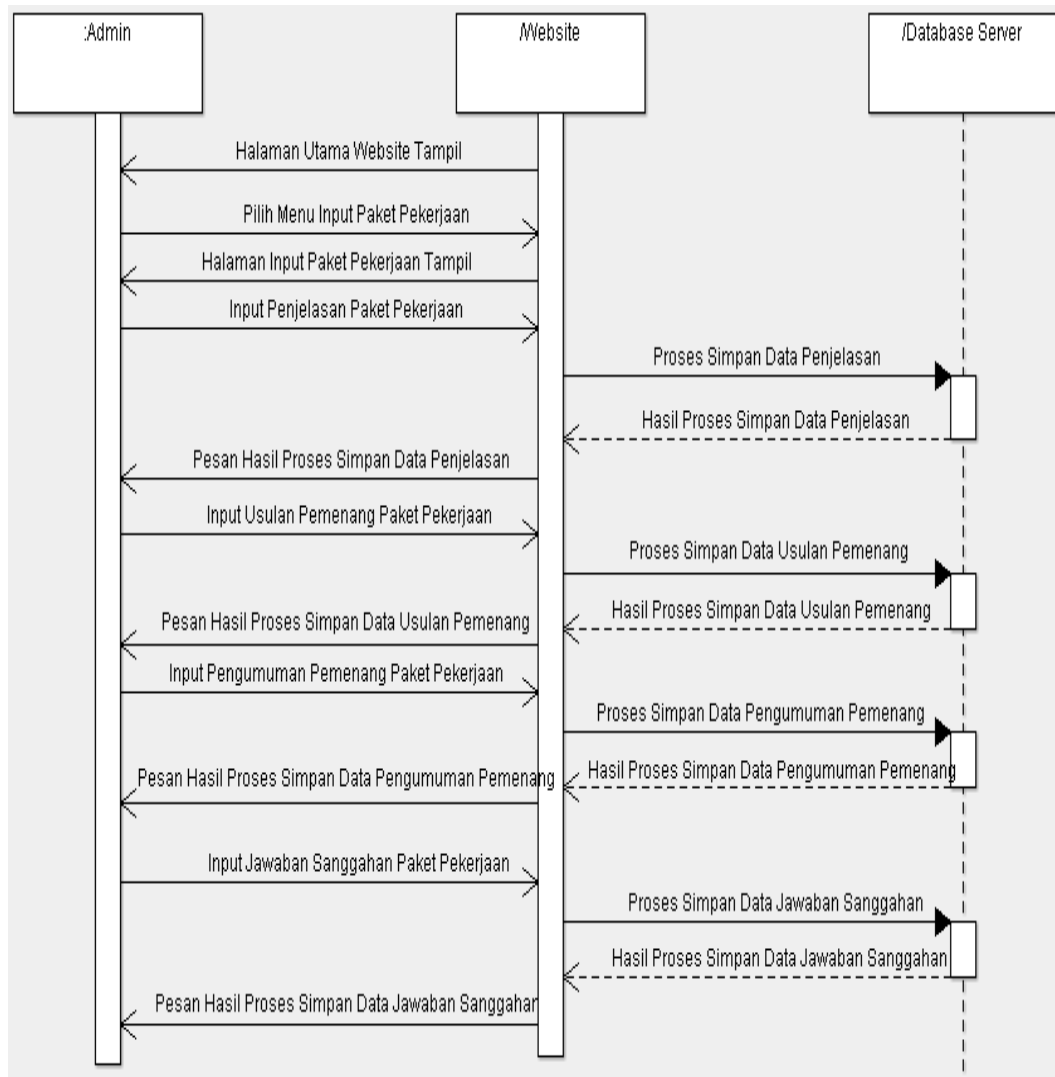 :Admin
/Website
/Database Server
Halaman Utama Website Tampil
Pilih Menu Input Paket Pekerjaan
Halaman Input Paket Pekerjaan Tampil
Input Penjelasan Paket Pekerjaan
Proses Simpan Data Penjelasan
Hasil Proses Simpan Data Penjelasan
Pesan Hasil Proses Simpan Data Penjelasan
Input Usulan Pemenang Paket Pekerjaan
Proses Simpan Data Usulan Pemenang
Hasil Proses Simpan Data Usulan Pemenang
Pesan Hasil Proses Simpan Data Usulan Pemenang
Input Pengumuman Pemenang Paket Pekerjaan
Proses Simpan Data Pengumuman Pemenang
Hasil Proses Simpan Data Pengumuman Pemenang
Pesan Hasil Proses Simpan Data Pengumuman Pemenang
Input Jawaban Sanggahan Paket Pekerjaan
Proses Simpan Data Jawaban Sanggahan
Hasil Proses Simpan Data Jawaban Sanggahan
Pesan Hasil Proses Simpan Data Jawaban Sanggahan